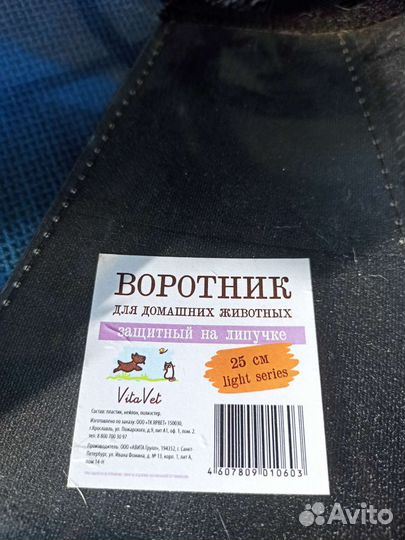 ВОРОТНИК
ДЛЯ ДОМАШНИХ ЖИВОТНЫХ
защитный на липучке
25 см
light series
VitaVet
Состав: пластик, нейлон, полиэстер.
Изготовлено по заказу: ООО «ТК ЯРВЕТ» 150030,
г.Ярославль, ул. Пожарского, д.9, лит А1, оф. 1, пом. 2.
тел. 8 800 700 30 97
Производитель: ООО «АВИТА Групп», 194352, г. Санкт-
Петербург, ул. Ивана Фомина, д. № 13, корп. 1, лит А,
пом 14-Н
4 607809 010603
Avito